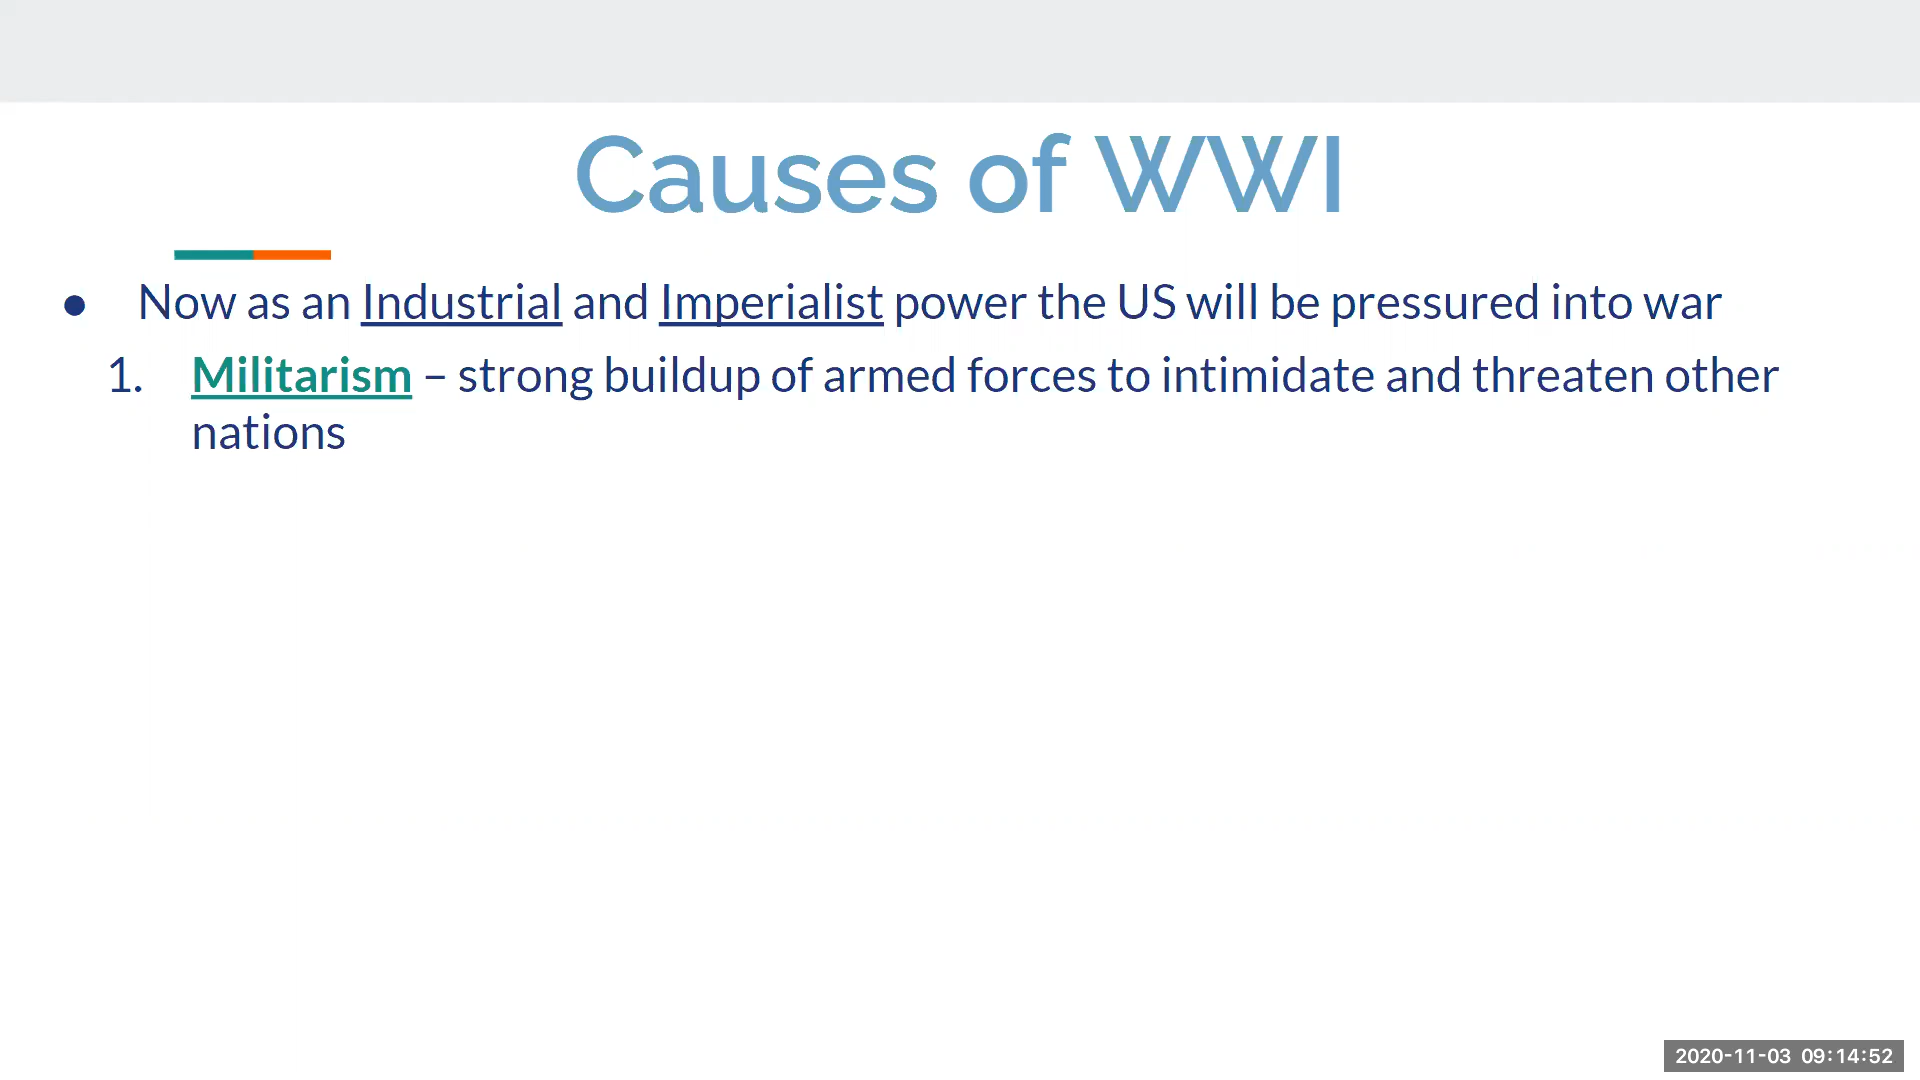 Causes of WWI
● Now as an Industrial and Imperialist power the US will be pressured into war
1. Militarism – strong buildup of armed forces to intimidate and threaten other
nations
2020-11-03 09:14:52